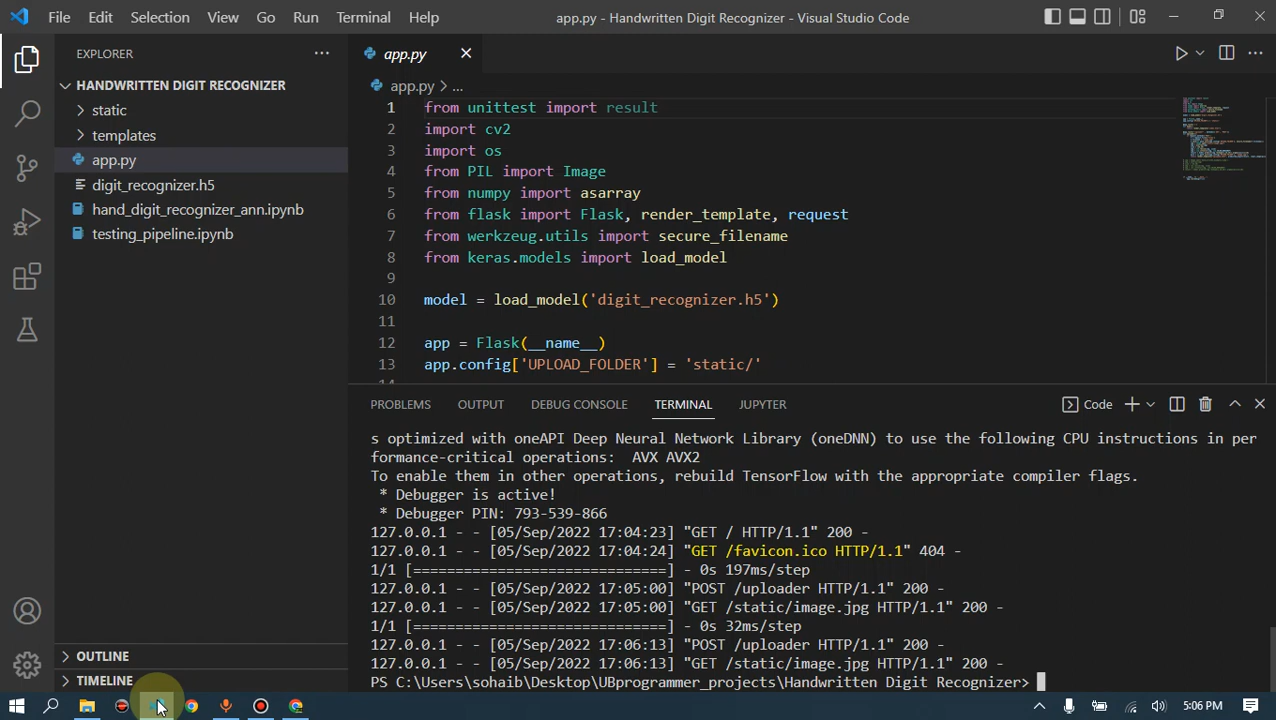 File Edit Selection View Go Run Terminal Help app.py - Handwritten Digit Recognizer - Visual Studio Code
EXPLORER
HANDWRITTEN DIGIT RECOGNIZER
static
templates
app.py
digit_recognizer.h5
hand_digit_recognizer_ann.ipynb
testing_pipeline.ipynb
OUTLINE
TIMELINE
app.py
app.py > ...
1 from unittest import result
2 import cv2
3 import os
4 from PIL import Image
5 from numpy import asarray
6 from flask import Flask, render_template, request
7 from werkzeug.utils import secure_filename
8 from keras.models import load_model
9
10 model = load_model('digit_recognizer.h5')
11
12 app = Flask(__name__)
13 app.config['UPLOAD_FOLDER'] = 'static/'
14
PROBLEMS OUTPUT DEBUG CONSOLE TERMINAL JUPYTER Code
s optimized with oneAPI Deep Neural Network Library (oneDNN) to use the following CPU instructions in per
formance-critical operations:  AVX AVX2
To enable them in other operations, rebuild TensorFlow with the appropriate compiler flags.
* Debugger is active!
* Debugger PIN: 793-539-866
127.0.0.1 - - [05/Sep/2022 17:04:23] "GET / HTTP/1.1" 200 -
127.0.0.1 - - [05/Sep/2022 17:04:24] "GET /favicon.ico HTTP/1.1" 404 -
1/1 [==============================] - 0s 197ms/step
127.0.0.1 - - [05/Sep/2022 17:05:00] "POST /uploader HTTP/1.1" 200 -
127.0.0.1 - - [05/Sep/2022 17:05:00] "GET /static/image.jpg HTTP/1.1" 200 -
1/1 [==============================] - 0s 32ms/step
127.0.0.1 - - [05/Sep/2022 17:06:13] "POST /uploader HTTP/1.1" 200 -
127.0.0.1 - - [05/Sep/2022 17:06:13] "GET /static/image.jpg HTTP/1.1" 200 -
PS C:\Users\sohaib\Desktop\UBprogrammer_projects\Handwritten Digit Recognizer>
5:06 PM